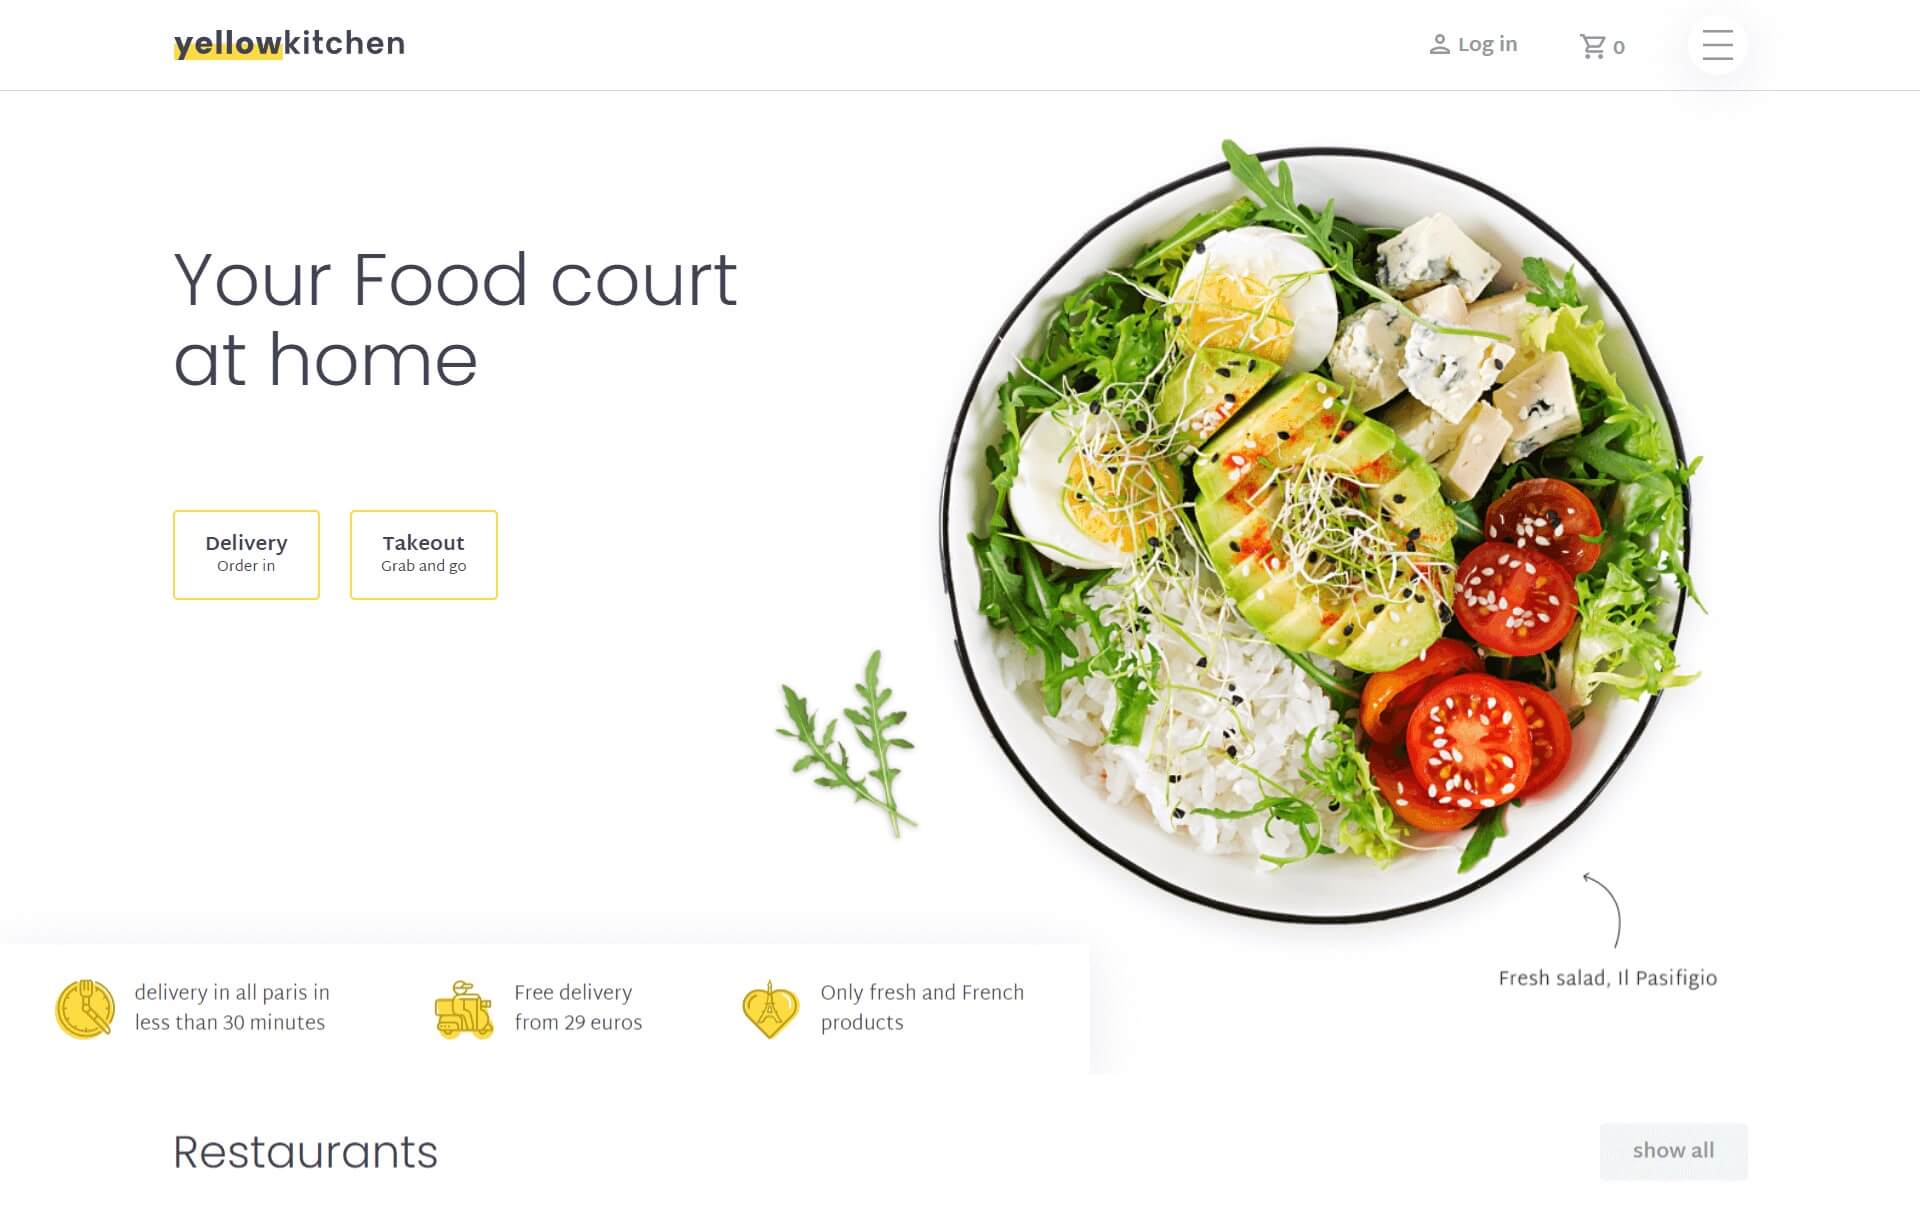 yellowkitchen
Log in
0
Your Food court
at home
Delivery
Order in
Takeout
Grab and go
Fresh salad, Il Pasifigio
delivery in all paris in
less than 30 minutes
Free delivery
from 29 euros
Only fresh and French
products
Restaurants
show all